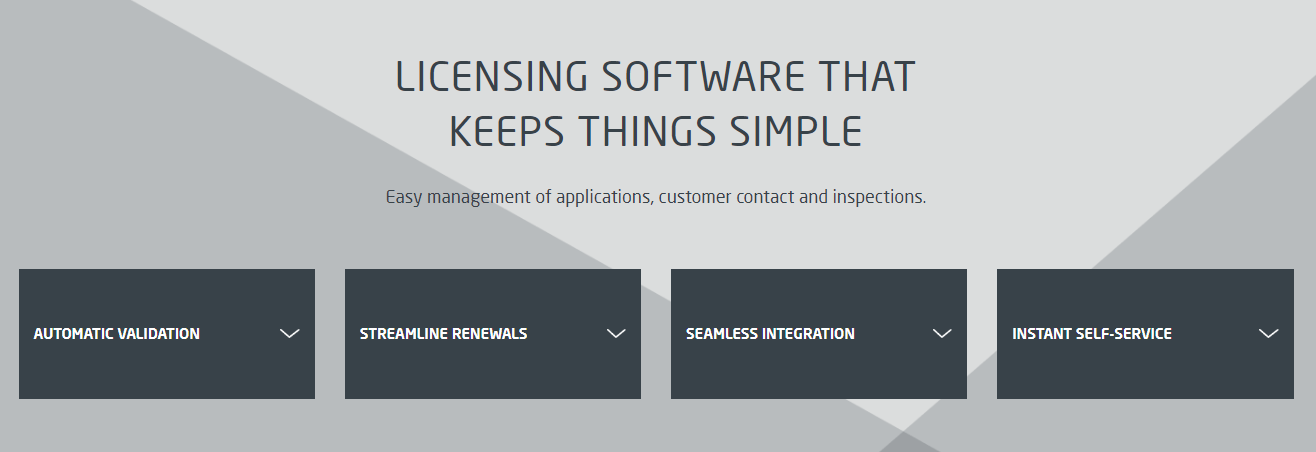 LICENSING SOFTWARE THAT
KEEPS THINGS SIMPLE
Easy management of applications, customer contact and inspections.
AUTOMATIC VALIDATION
STREAMLINE RENEWALS
SEAMLESS INTEGRATION
INSTANT SELF-SERVICE